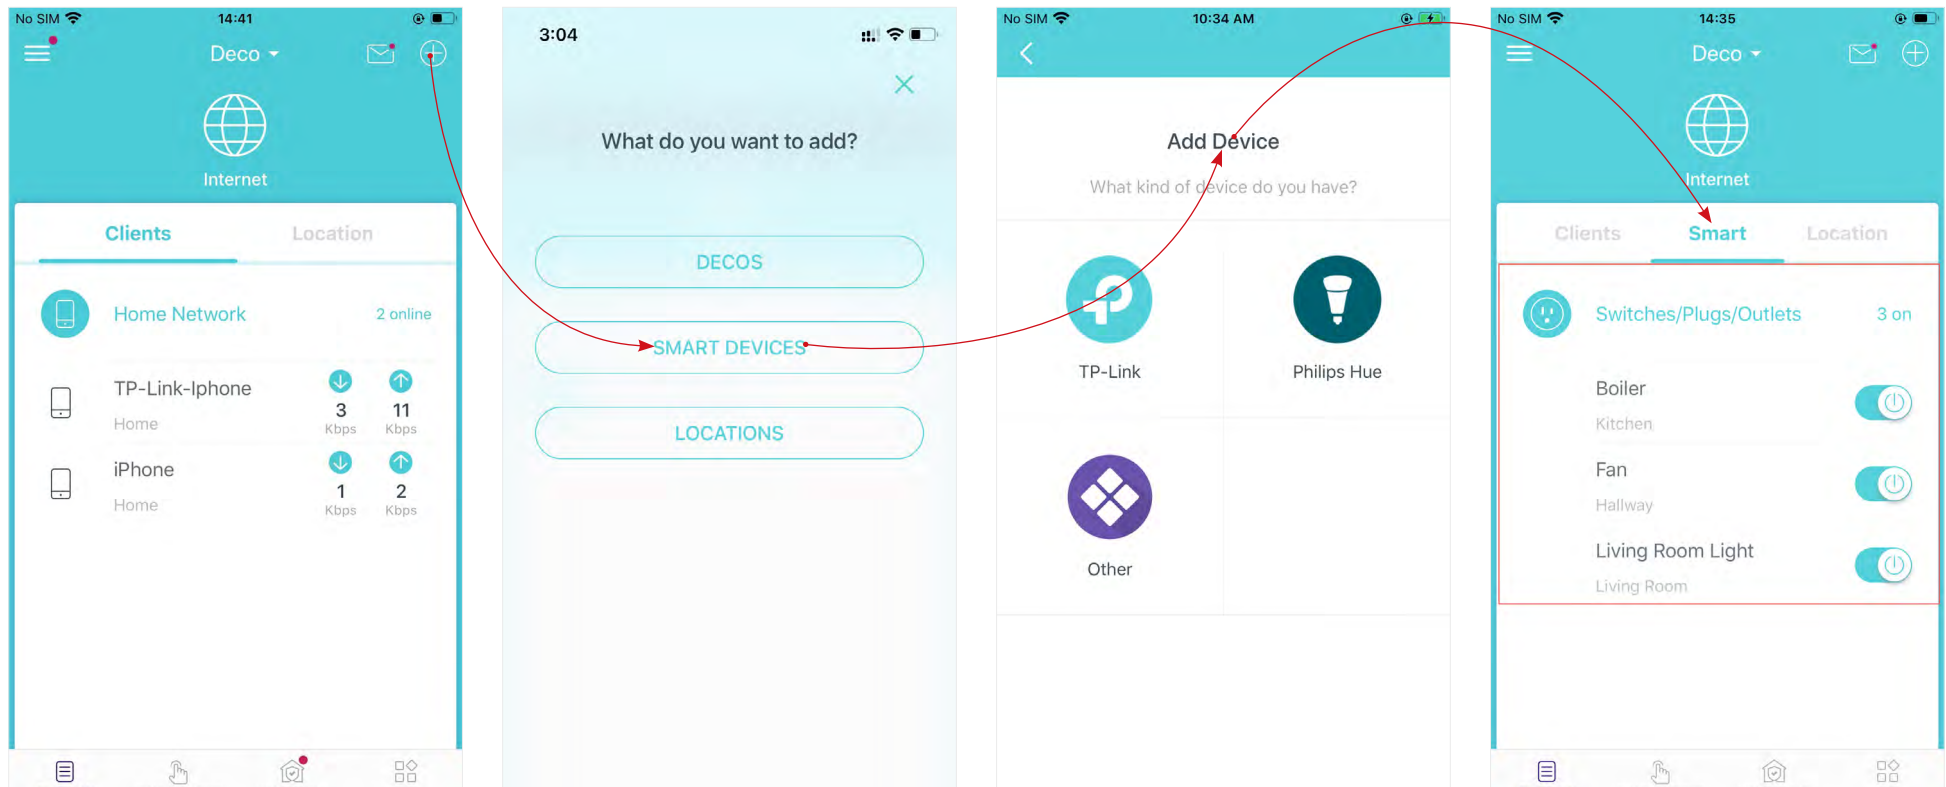 No SIM 14:41
Deco
Internet
Clients Location
Home Network 2 online
TP-Link-Iphone
Home
3 11
Kbps Kbps
iPhone
Home
1 2
Kbps Kbps
3:04
What do you want to add?
DECOS
SMART DEVICES
LOCATIONS
No SIM 10:34 AM
Add Device
What kind of device do you have?
TP-Link Philips Hue
Other
No SIM 14:35
Deco
Internet
Clients Smart Location
Switches/Plugs/Outlets 3 on
Boiler
Kitchen
Fan
Hallway
Living Room Light
Living Room